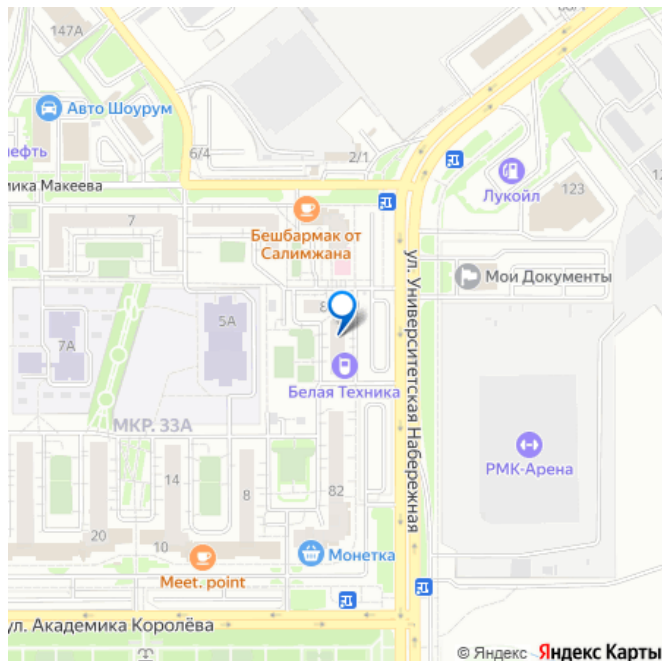 147А
Авто Шоурум
ефть
6/4
2/1
мика Макеева
Лукойл
123
12
7
Бешбармак от
Салимжана
ул. Университетская Набережная
Мои Документы
8
5А
7А
Белая Техника
МКР. 33А
РМК-Арена
14
8
82
20
10
Монетка
Meet. point
ул. Академика Королёва
© Яндекс Яндекс Карты